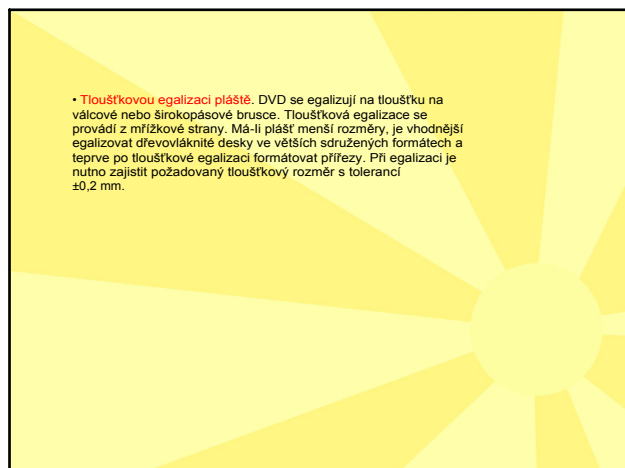 • Tloušťkovou egalizaci pláště. DVD se egalizují na tloušťku na
válcové nebo širokopásové brusce. Tloušťková egalizace se
provádí z mřížkové strany. Má-li plášť menší rozměry, je vhodnější
egalizovat dřevovláknité desky ve větších sdružených formátech a
teprve po tloušťkové egalizaci formátovat přířezy. Při egalizaci je
nutno zajistit požadovaný tloušťkový rozměr s tolerancí
±0,2 mm.